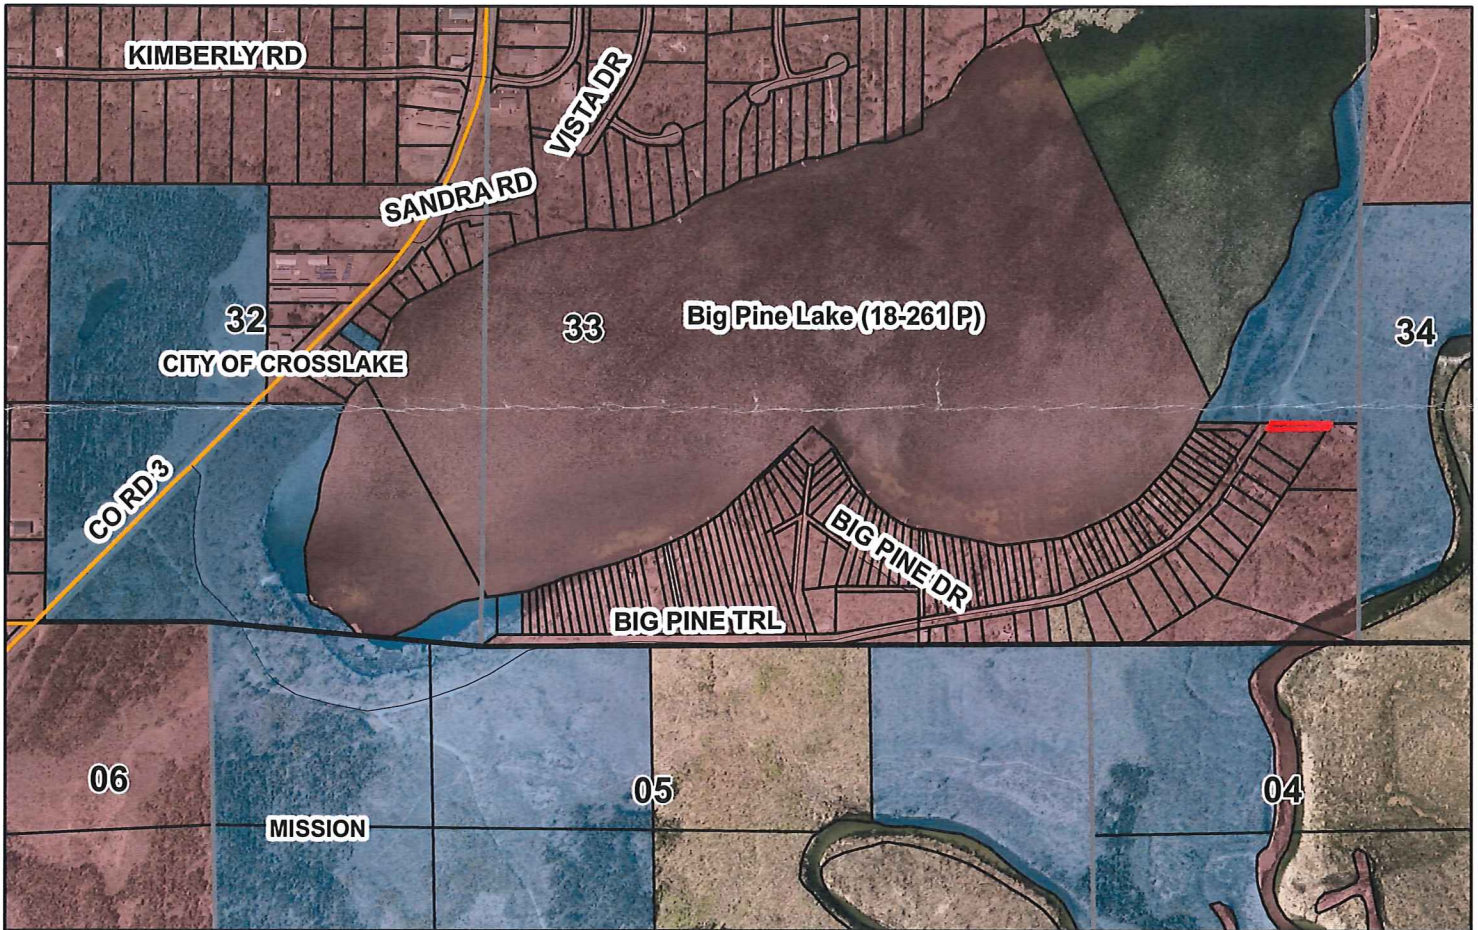 KIMBERLY RD
VISTA DR
SANDRA RD
32
33
Big Pine Lake (18-261 P)
34
CITY OF CROSSLAKE
CO RD 3
BIG PINE DR
BIG PINE TRL
06
05
04
MISSION